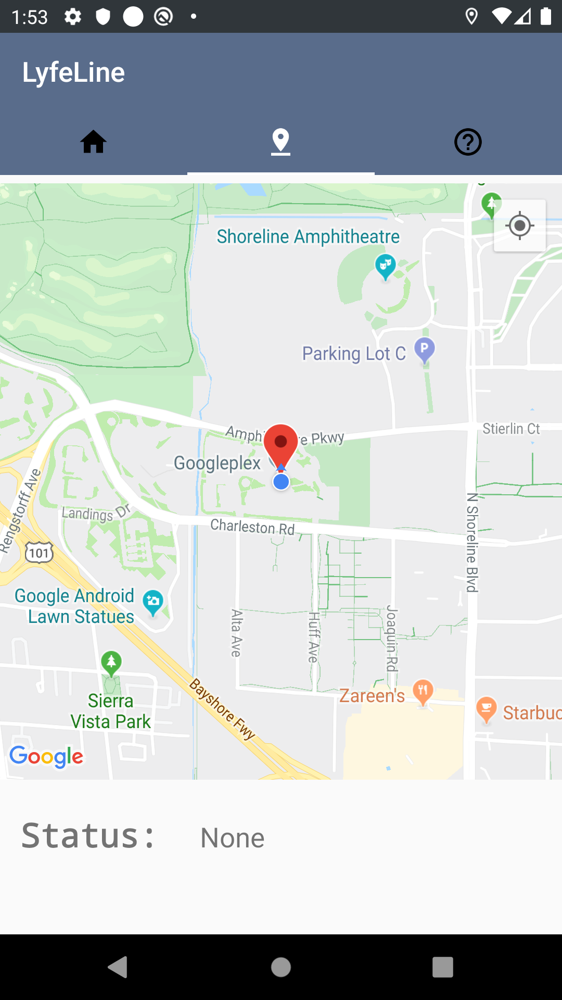 1:53
LyfeLine
Shoreline Amphitheatre
Parking Lot C
Stierlin Ct
Pkwy
Googleplex
Rengstorff Ave
Landings Dr
Charleston Rd
N Shoreline Blvd
101
Google Android
Lawn Statues
Alta Ave
Huff Ave
Joaquin Rd
Sierra
Vista Park
Bayshore Fwy
Zareen's
Starbuc
Google
Status: None